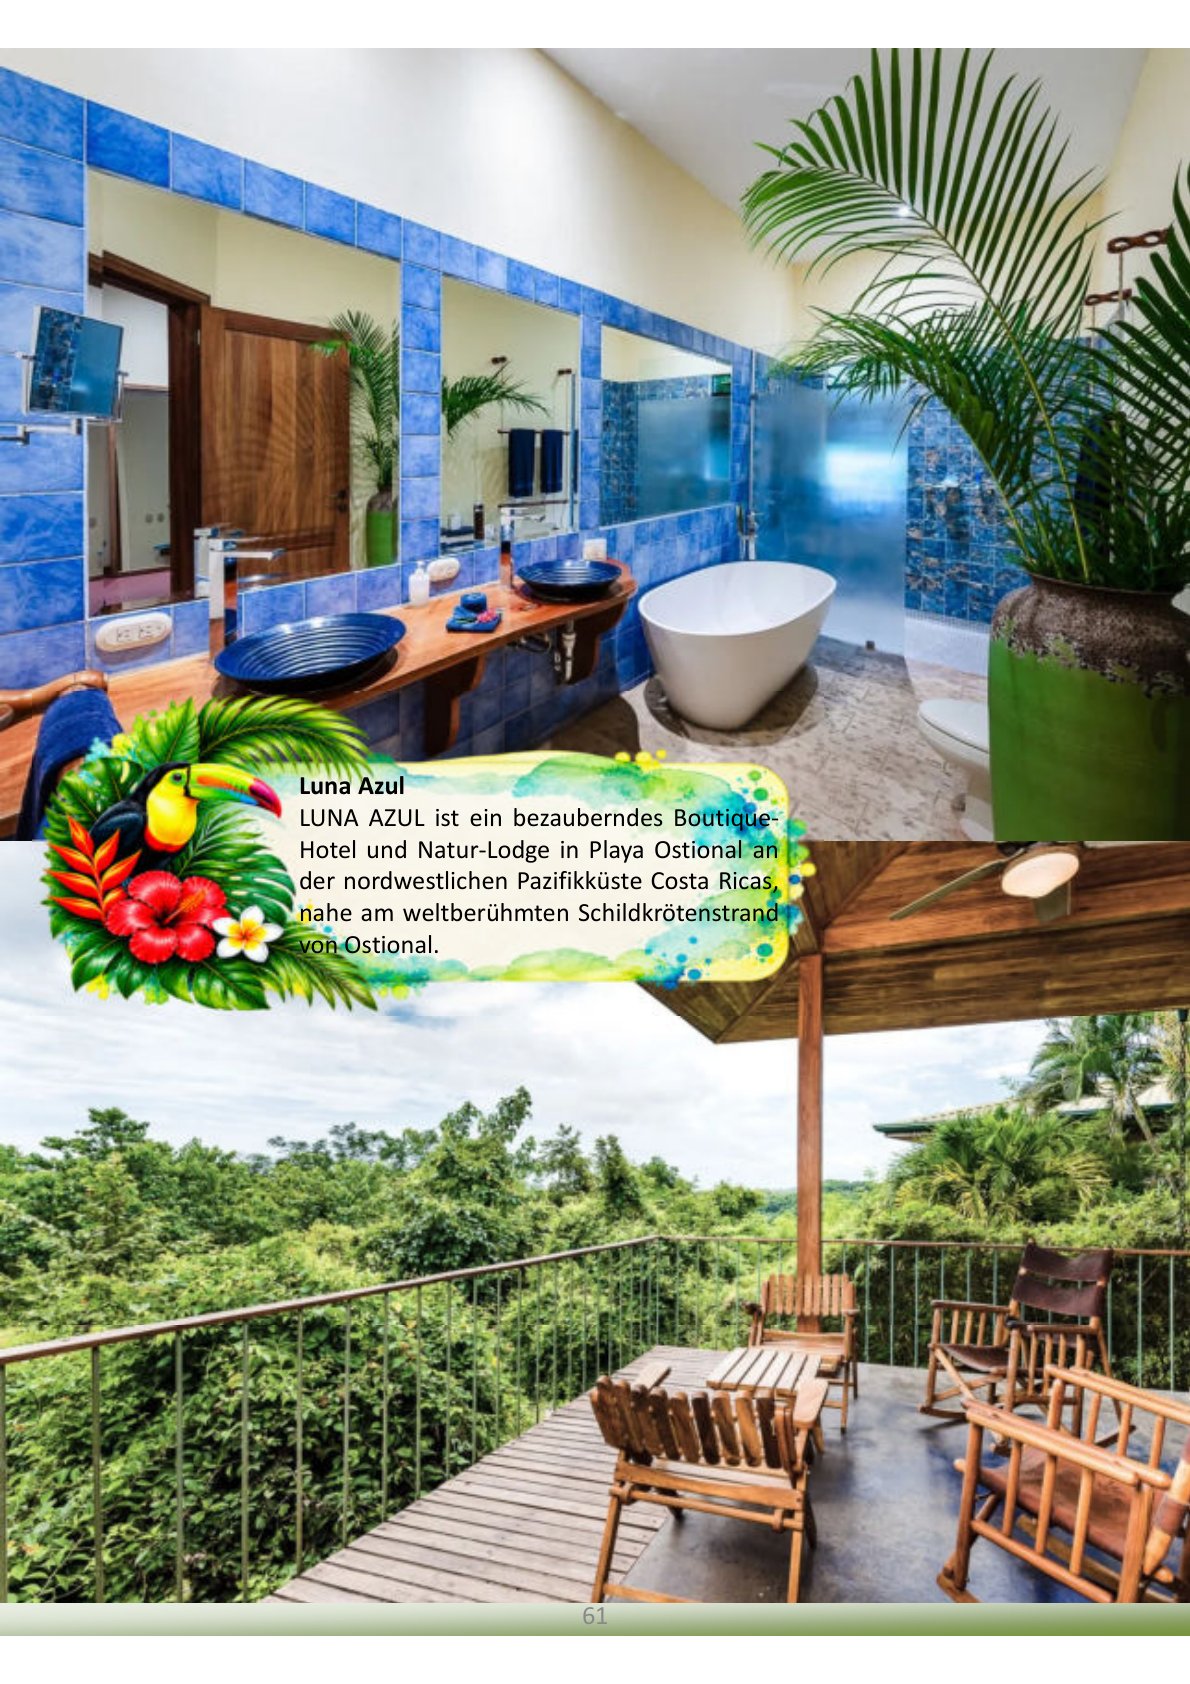 Luna Azul
LUNA AZUL ist ein bezauberndes Boutique-
Hotel und Natur-Lodge in Playa Ostional an
der nordwestlichen Pazifikküste Costa Ricas,
nahe am weltberühmten Schildkrötenstrand
von Ostional.
61